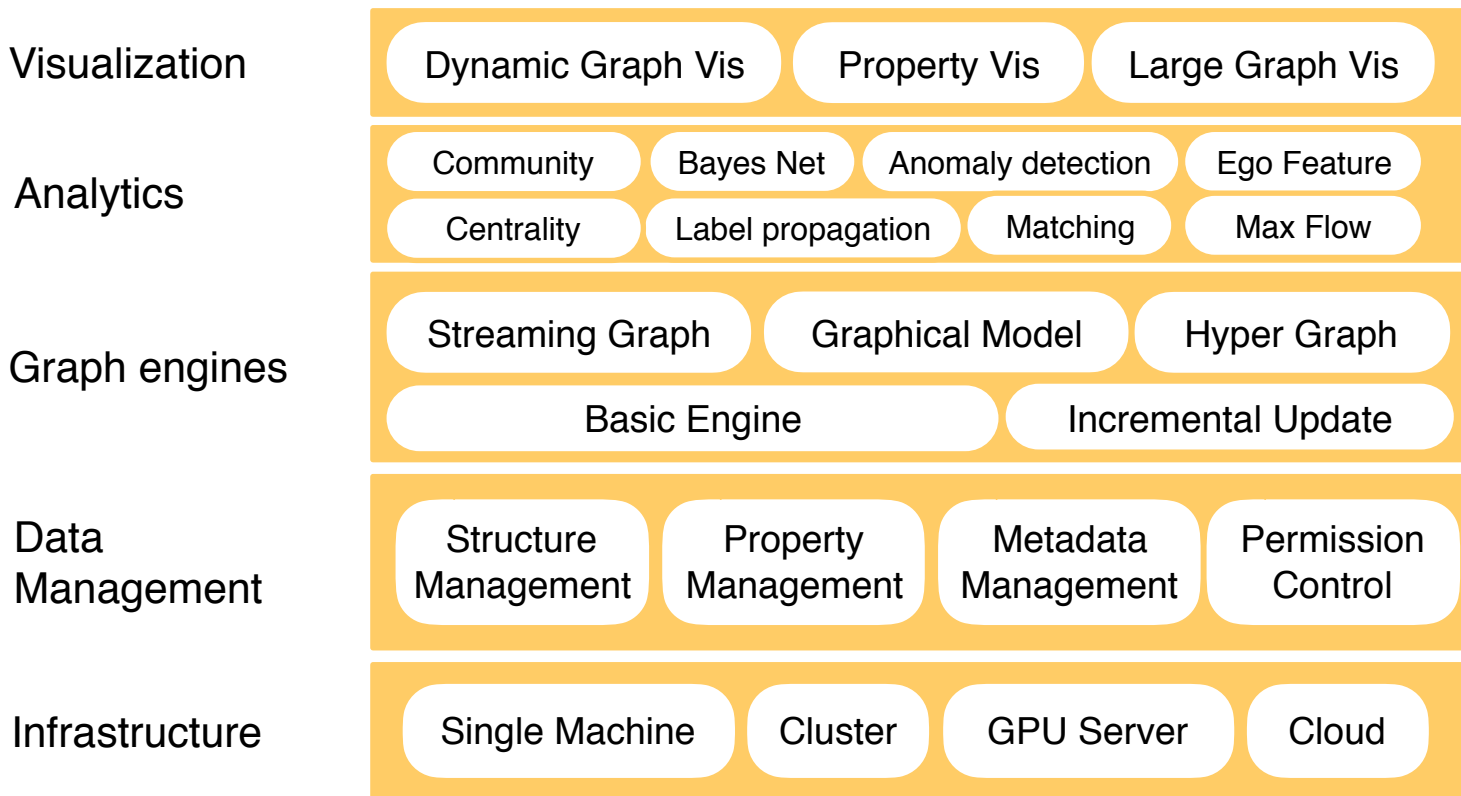 Visualization
Dynamic Graph Vis
Property Vis
Large Graph Vis
Analytics
Community
Bayes Net
Anomaly detection
Ego Feature
Centrality
Label propagation
Matching
Max Flow
Graph engines
Streaming Graph
Graphical Model
Hyper Graph
Basic Engine
Incremental Update
Data
Management
Structure
Management
Property
Management
Metadata
Management
Permission
Control
Infrastructure
Single Machine
Cluster
GPU Server
Cloud